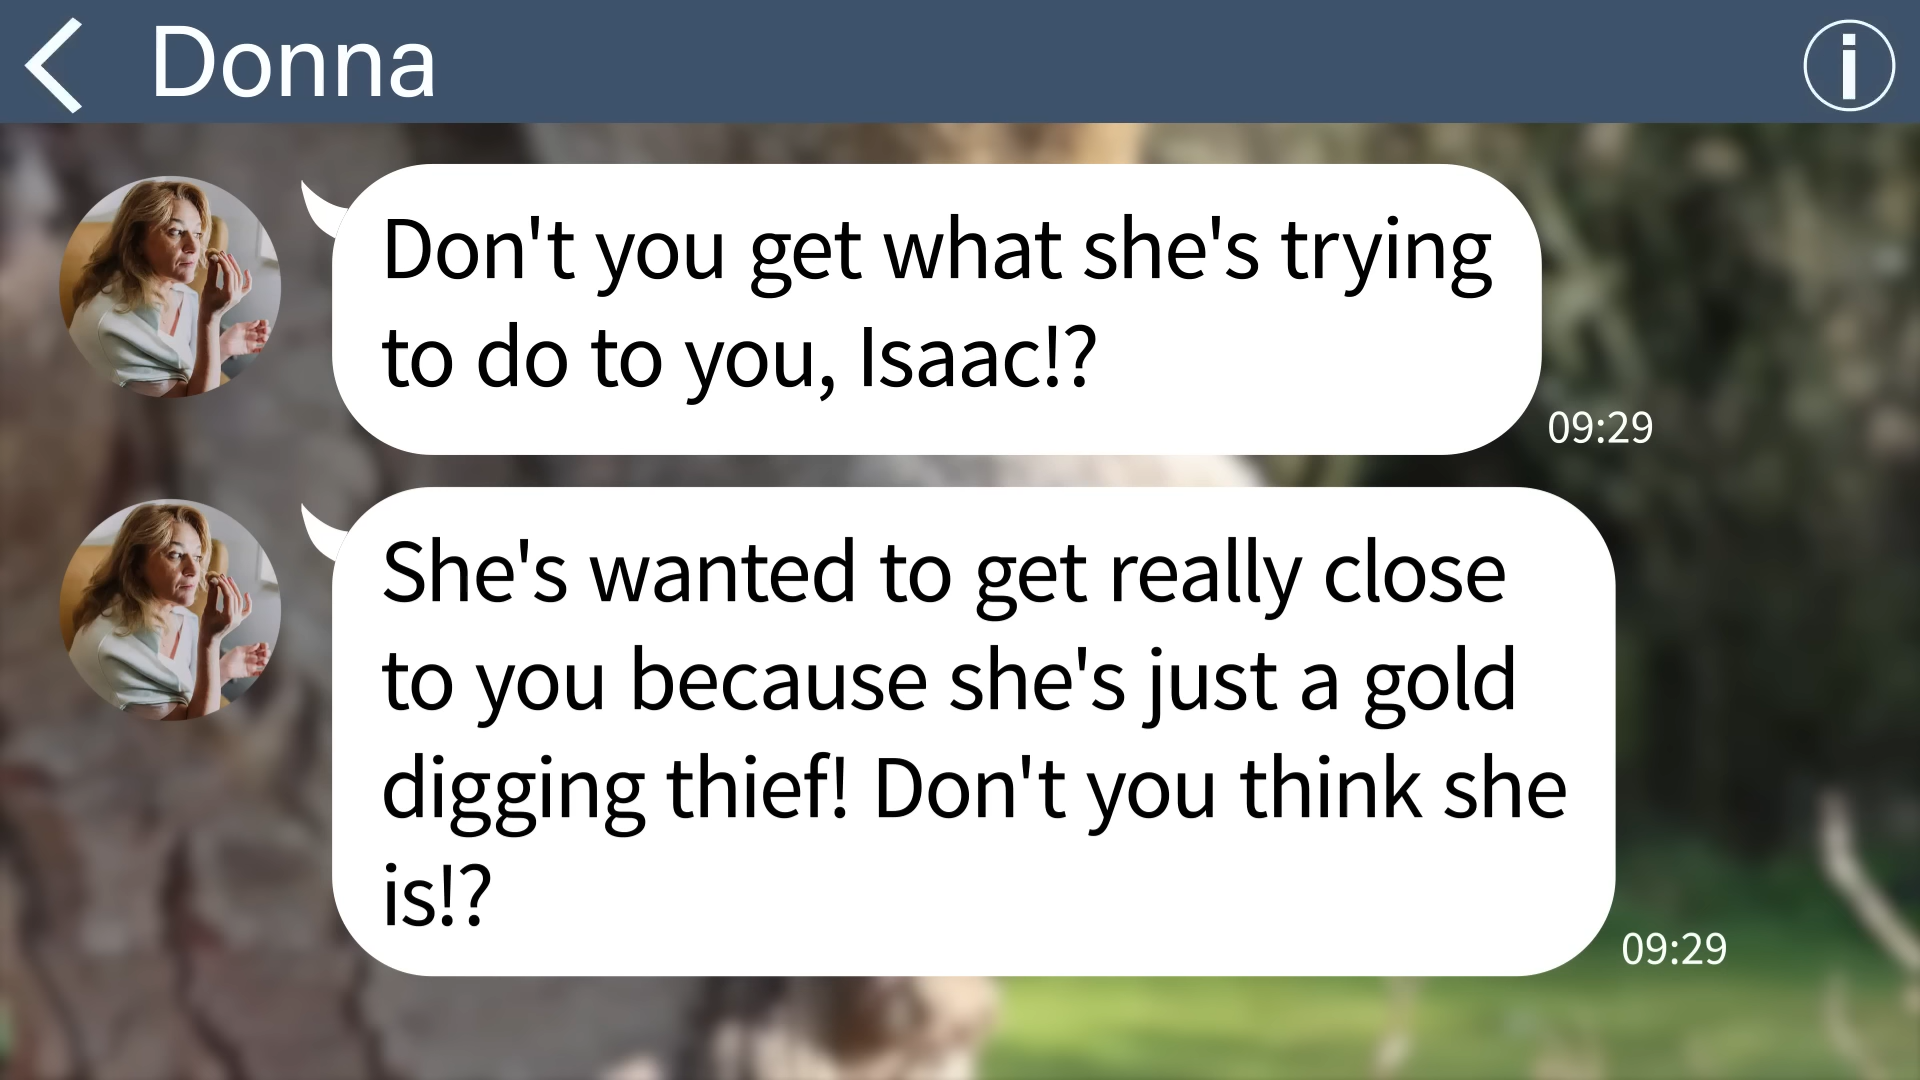 Donna
Don't you get what she's trying
to do to you, Isaac!?
09:29
She's wanted to get really close
to you because she's just a gold
digging thief! Don't you think she
is!?
09:29